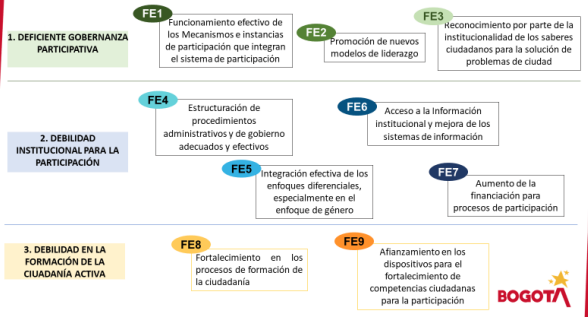 FE1
Funcionamiento efectivo de
los Mecanismos e instancias
de participación que integran
el sistema de participación
FE2
Promoción de nuevos
modelos de liderazgo
FE3
Reconocimiento por parte de la
institucionalidad de los saberes
ciudadanos para la solución de
problemas de ciudad
1. DEFICIENTE GOBERNANZA
PARTICIPATIVA
FE4
Estructuración de
procedimientos
administrativos y de gobierno
adecuados y efectivos
FE6
Acceso a la Información
institucional y mejora de los
sistemas de información
2. DEBILIDAD
INSTITUCIONAL PARA LA
PARTICIPACIÓN
FE5
Integración efectiva de los
enfoques diferenciales,
especialmente en el
enfoque de género
FE7
Aumento de la
financiación para
procesos de participación
3. DEBILIDAD EN LA
FORMACIÓN DE LA
CIUADANÍA ACTIVA
FE8
Fortalecimiento en los
procesos de formación de
la ciudadanía
FE9
Afianzamiento en los
dispositivos para el
fortalecimiento de
competencias ciudadanas
para la participación
BOGOTÁ